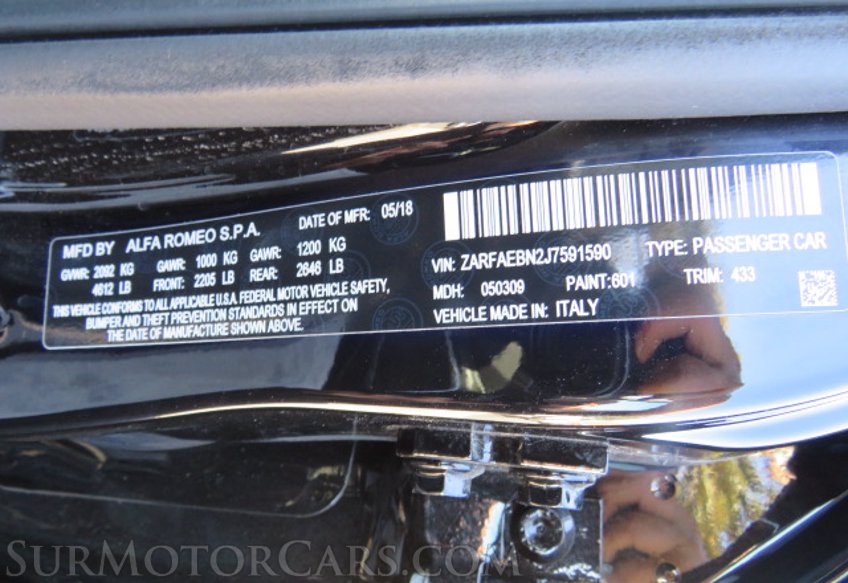 MFD BY ALFA ROMEO S.P.A. DATE OF MFR: 05/18
GVWR: 2092 KG GAWR: 1000 KG GAWR: 1200 KG
4612 LB FRONT: 2205 LB REAR: 2646 LB
THIS VEHICLE CONFORMS TO ALL APPLICABLE U.S.A. FEDERAL MOTOR VEHICLE SAFETY,
BUMPER AND THEFT PREVENTION STANDARDS IN EFFECT ON
THE DATE OF MANUFACTURE SHOWN ABOVE.
VIN: ZARFAEBN2J7591590 TYPE: PASSENGER CAR
MDH: 050309 PAINT:601 TRIM: 433
VEHICLE MADE IN: ITALY
SURMOTORCARS.COM